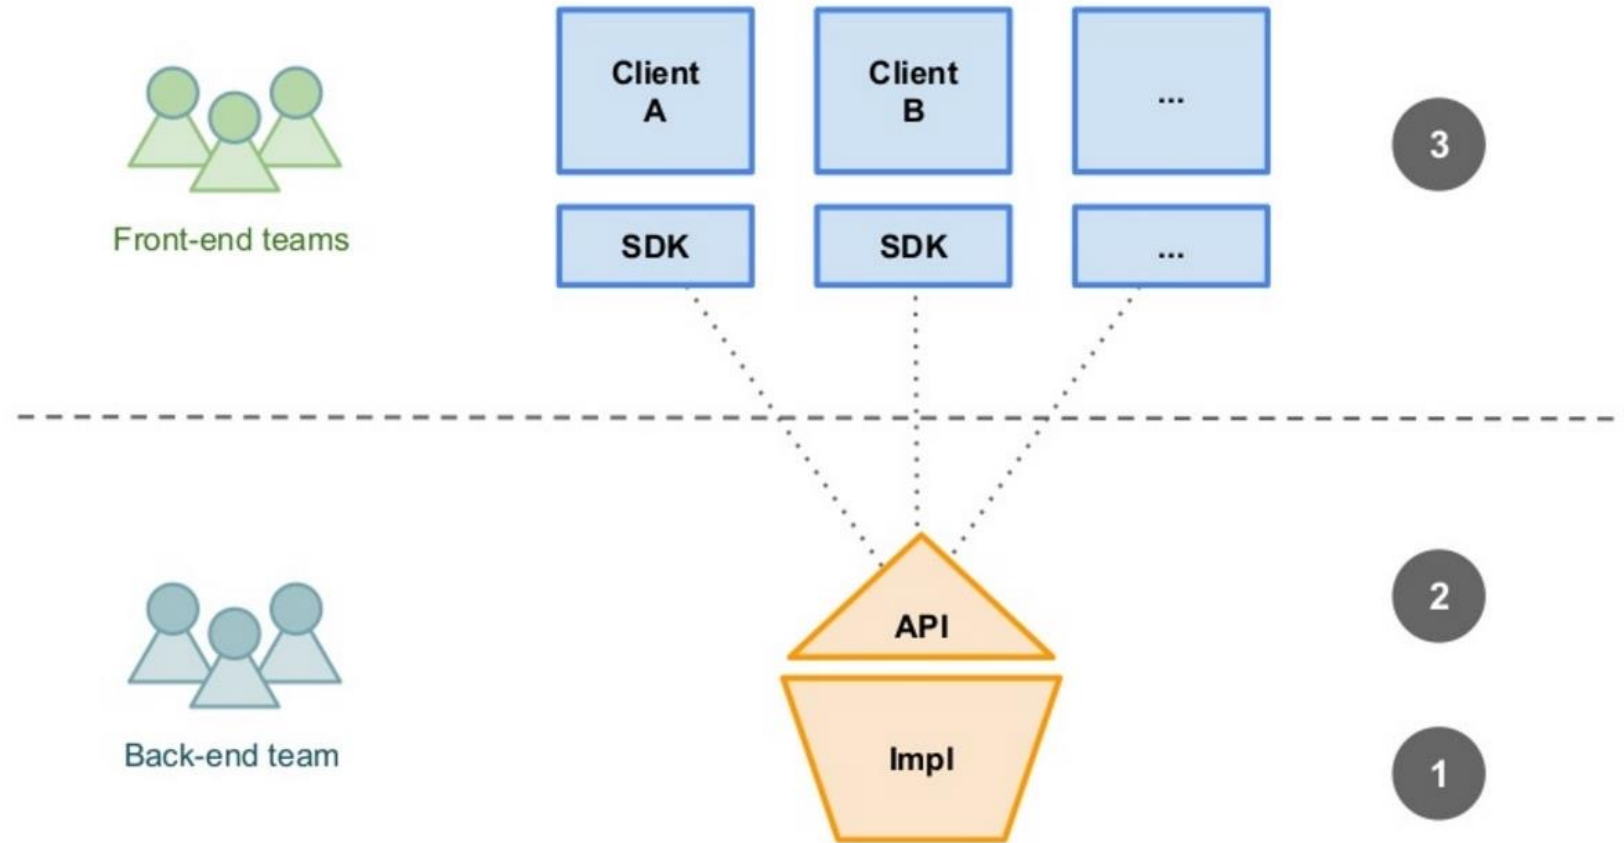 Client
A
Client
B
...
3
SDK
SDK
...
Front-end teams
API
2
Impl
1
Back-end team